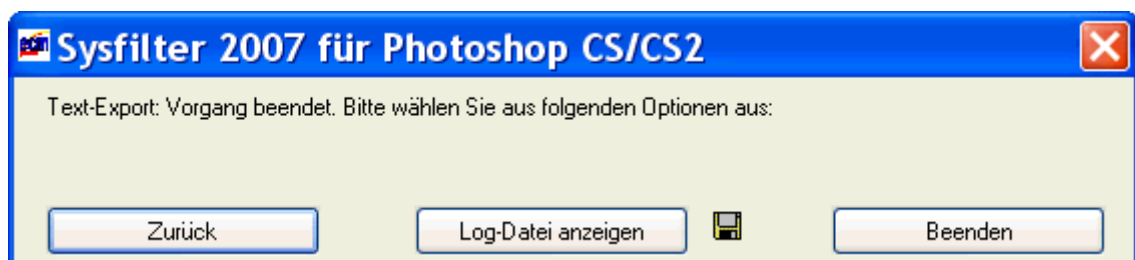 Sysfilter 2007 für Photoshop CS/CS2
Text-Export: Vorgang beendet. Bitte wählen Sie aus folgenden Optionen aus:
Zurück Log-Datei anzeigen Beenden